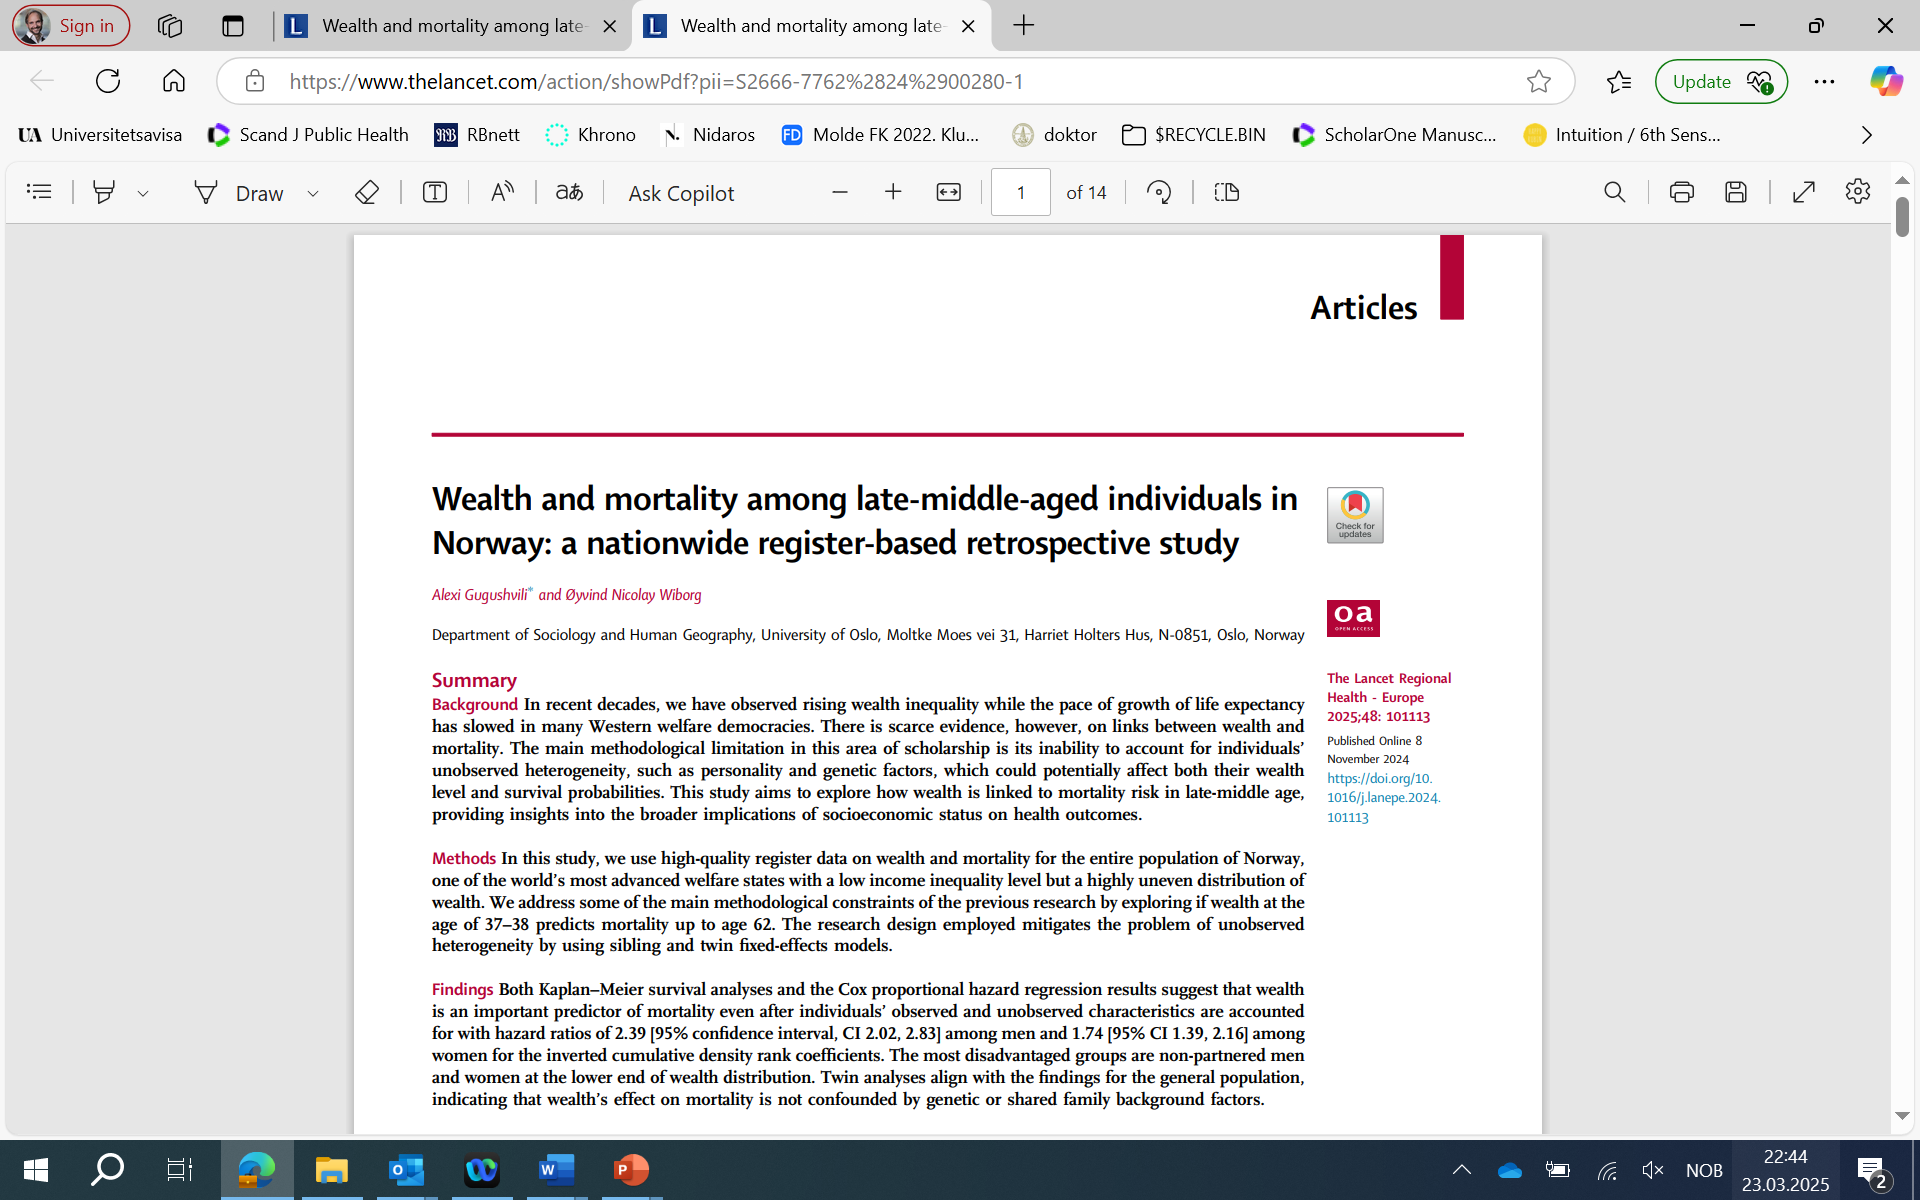 Sign in
Wealth and mortality among late-
Wealth and mortality among late-
https://www.thelancet.com/action/showPdf?pii=S2666-7762%2824%2900280-1
Update
UA Universitetsavisa
Scand J Public Health
RBnett
Khrono
N. Nidaros
FD Molde FK 2022. Klu...
doktor
$RECYCLE.BIN
ScholarOne Manusc...
Intuition / 6th Sens...
Draw
Ask Copilot
1 of 14
Articles
Wealth and mortality among late-middle-aged individuals in
Norway: a nationwide register-based retrospective study
Check for
updates
Alexi Gugushvili* and Øyvind Nicolay Wiborg
oa
OPEN ACCESS
Department of Sociology and Human Geography, University of Oslo, Moltke Moes vei 31, Harriet Holters Hus, N-0851, Oslo, Norway
Summary
Background In recent decades, we have observed rising wealth inequality while the pace of growth of life expectancy
has slowed in many Western welfare democracies. There is scarce evidence, however, on links between wealth and
mortality. The main methodological limitation in this area of scholarship is its inability to account for individuals'
unobserved heterogeneity, such as personality and genetic factors, which could potentially affect both their wealth
level and survival probabilities. This study aims to explore how wealth is linked to mortality risk in late-middle age,
providing insights into the broader implications of socioeconomic status on health outcomes.
The Lancet Regional
Health - Europe
2025;48: 101113
Published Online 8
November 2024
https://doi.org/10.
1016/j.lanepe.2024.
101113
Methods In this study, we use high-quality register data on wealth and mortality for the entire population of Norway,
one of the world's most advanced welfare states with a low income inequality level but a highly uneven distribution of
wealth. We address some of the main methodological constraints of the previous research by exploring if wealth at the
age of 37–38 predicts mortality up to age 62. The research design employed mitigates the problem of unobserved
heterogeneity by using sibling and twin fixed-effects models.
Findings Both Kaplan–Meier survival analyses and the Cox proportional hazard regression results suggest that wealth
is an important predictor of mortality even after individuals' observed and unobserved characteristics are accounted
for with hazard ratios of 2.39 [95% confidence interval, CI 2.02, 2.83] among men and 1.74 [95% CI 1.39, 2.16] among
women for the inverted cumulative density rank coefficients. The most disadvantaged groups are non-partnered men
and women at the lower end of wealth distribution. Twin analyses align with the findings for the general population,
indicating that wealth's effect on mortality is not confounded by genetic or shared family background factors.
NOB
22:44
23.03.2025
2